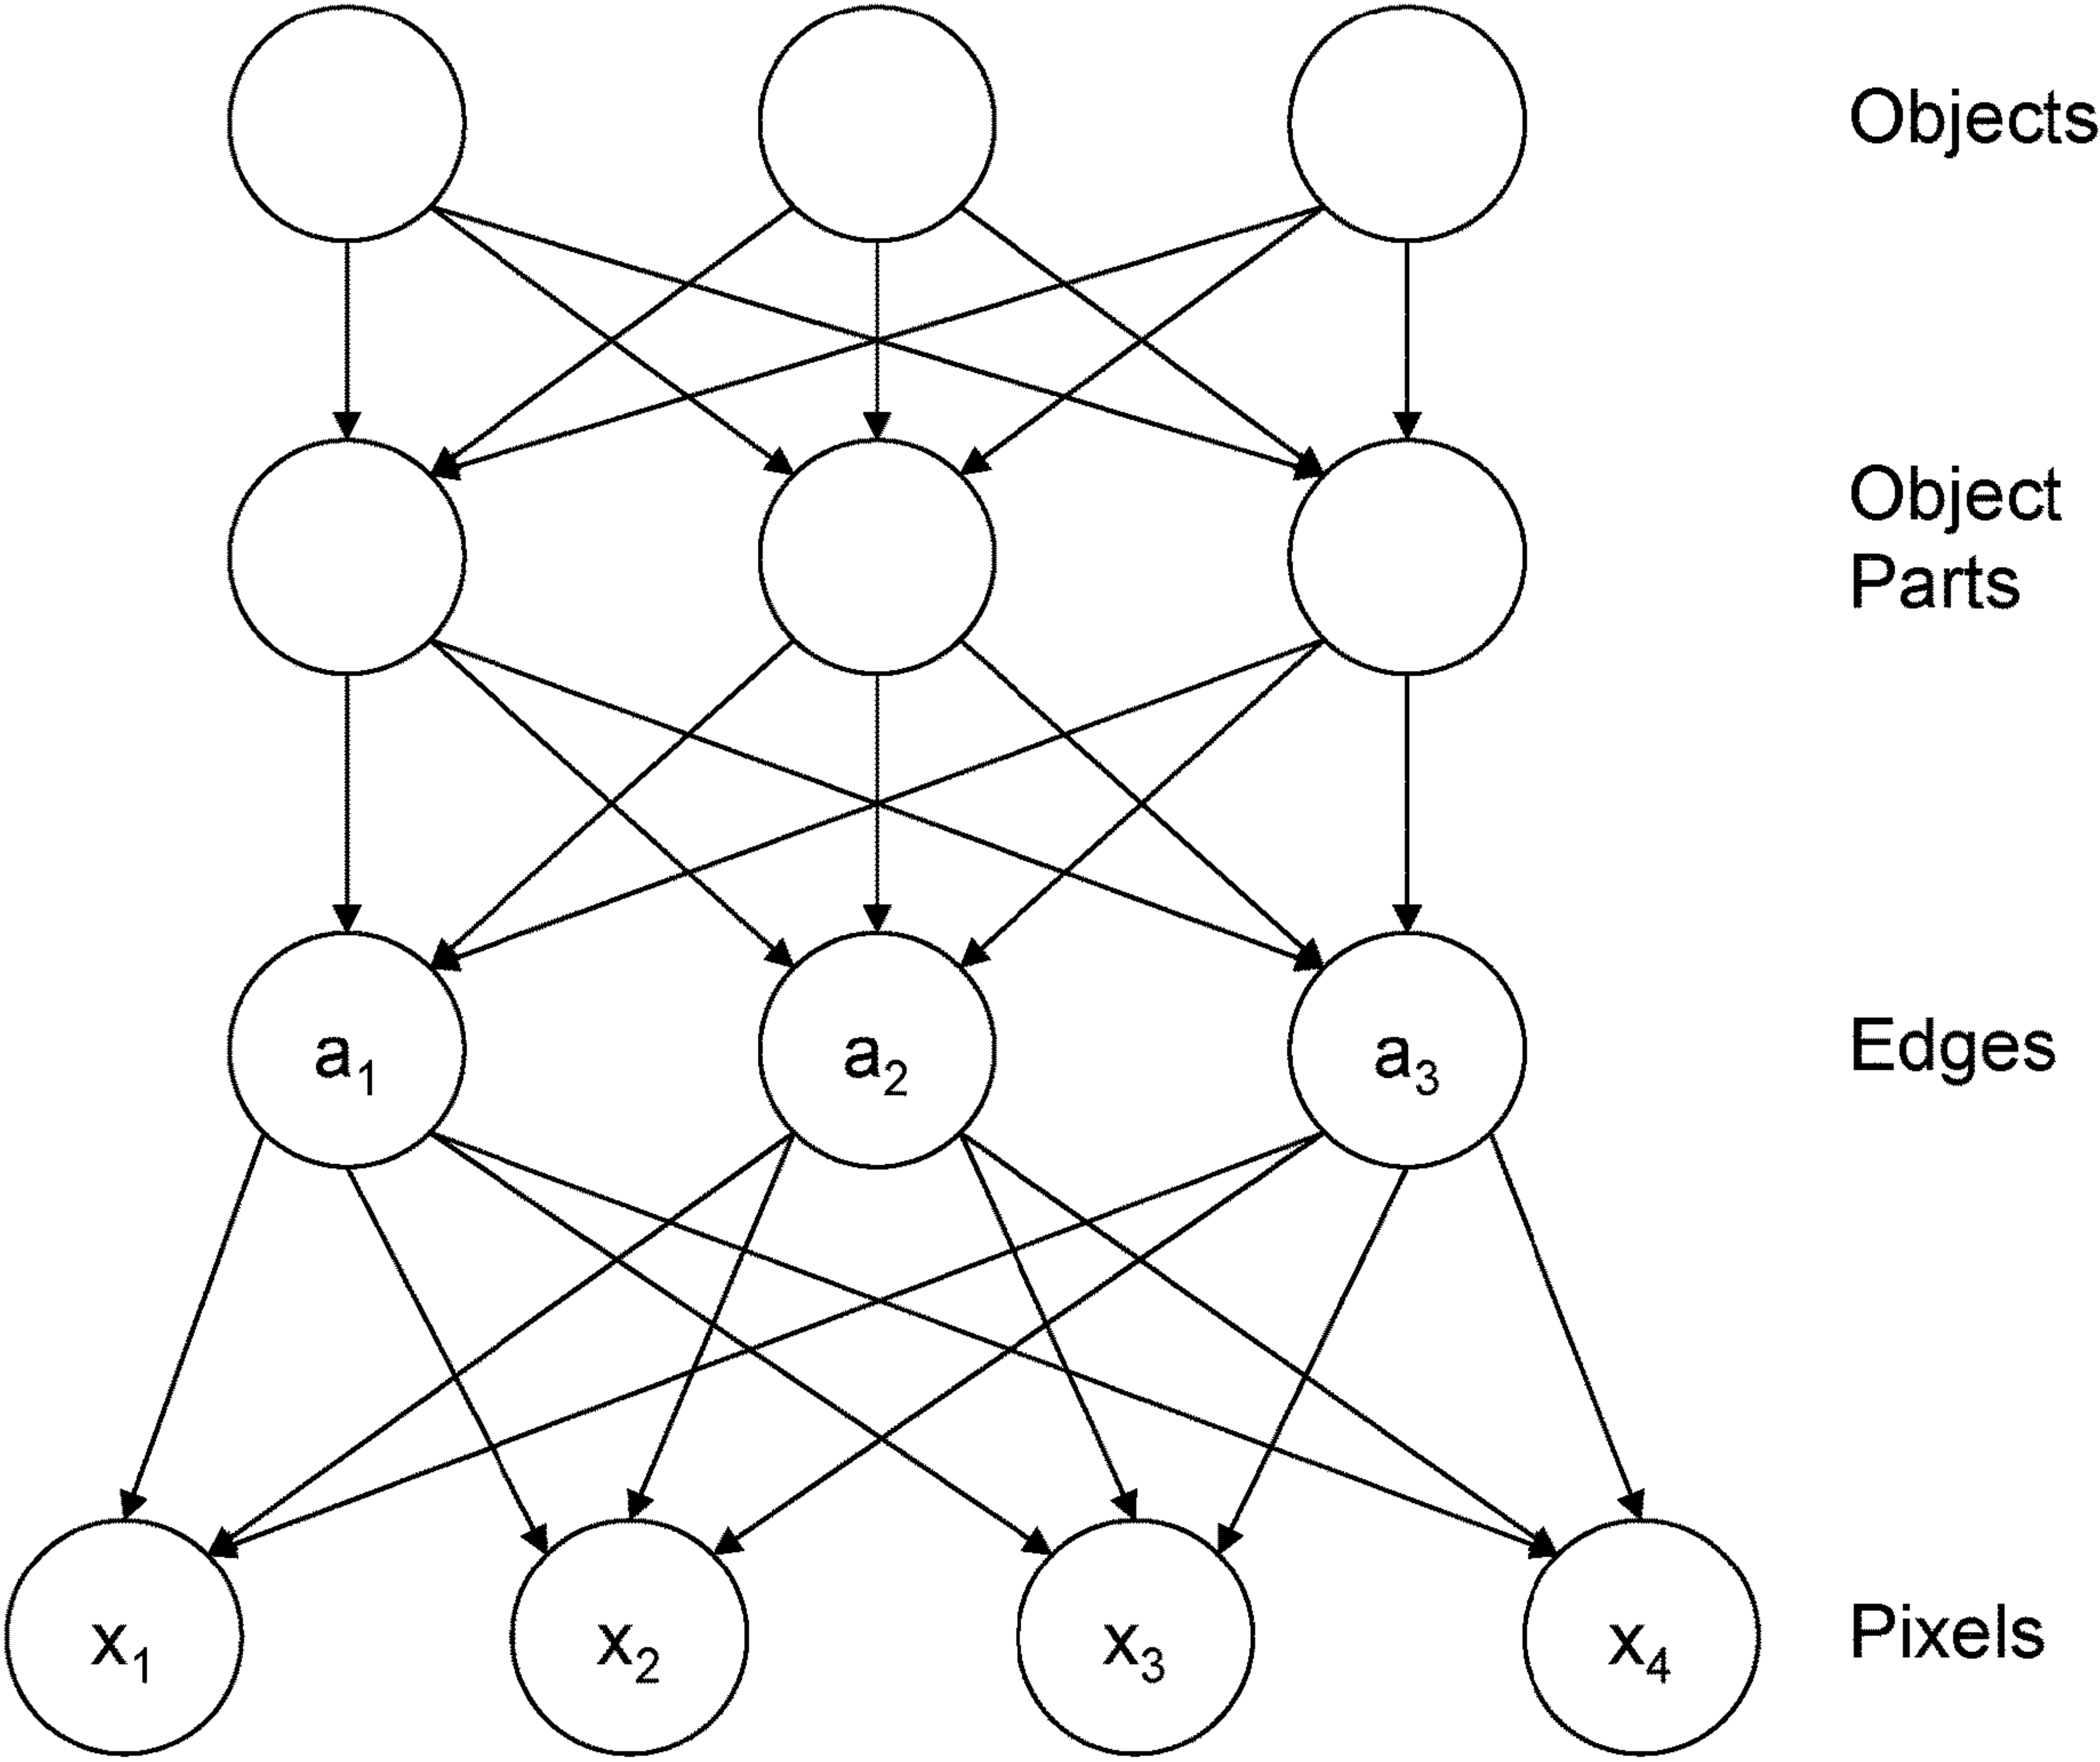 Objects
Object
Parts
a1 a2 a3 Edges
x1 x2 x3 x4 Pixels